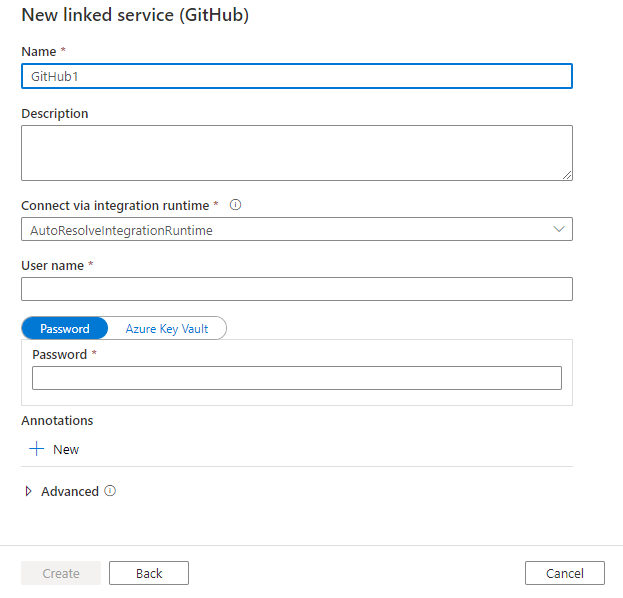 New linked service (GitHub)
Name *
GitHub1
Description
Connect via integration runtime *
AutoResolveIntegrationRuntime
User name *
Password Azure Key Vault
Password *
Annotations
New
Advanced
Create Back Cancel